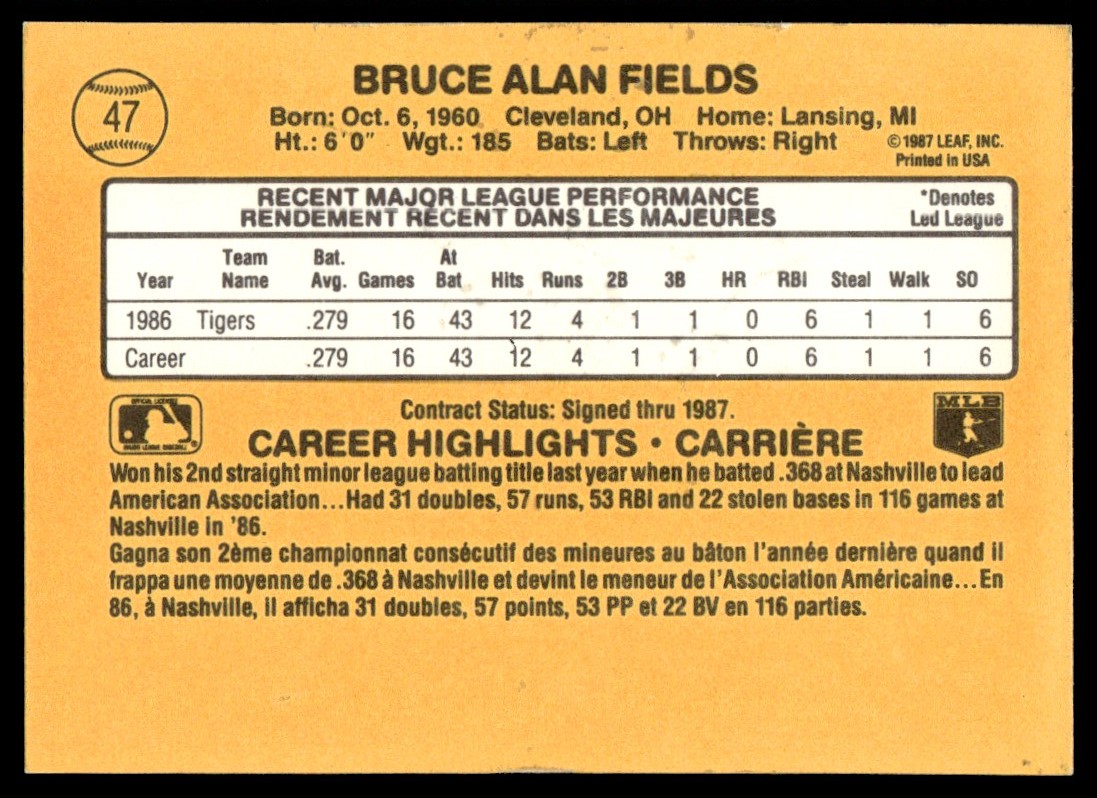 47
BRUCE ALAN FIELDS
Born: Oct. 6, 1960 Cleveland, OH Home: Lansing, MI
Ht.: 6'0" Wgt.: 185 Bats: Left Throws: Right
©1987 LEAF, INC.
Printed in USA
RECENT MAJOR LEAGUE PERFORMANCE
RENDEMENT RÉCENT DANS LES MAJEURES
*Denotes
Led League
Year Team Name Bat. Avg. Games At Bat Hits Runs 2B 3B HR RBI Steal Walk SO
1986 Tigers .279 16 43 12 4 1 1 0 6 1 1 6
Career .279 16 43 12 4 1 1 0 6 1 1 6
Contract Status: Signed thru 1987.
OFFICIAL LICENSEE
MAJOR LEAGUE BASEBALL
®
MLB
CAREER HIGHLIGHTS • CARRIÈRE
Won his 2nd straight minor league batting title last year when he batted .368 at Nashville to lead
American Association...Had 31 doubles, 57 runs, 53 RBI and 22 stolen bases in 116 games at
Nashville in '86.
Gagna son 2ème championnat consécutif des mineures au bâton l'année dernière quand il
frappa une moyenne de .368 à Nashville et devint le meneur de l'Association Américaine...En
86, à Nashville, il afficha 31 doubles, 57 points, 53 PP et 22 BV en 116 parties.